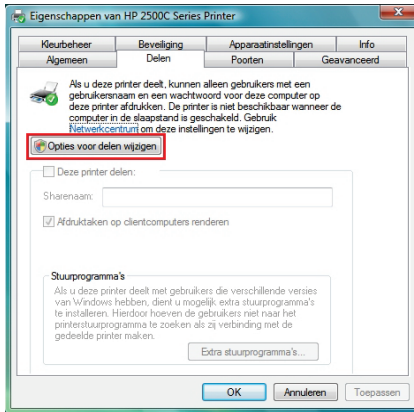 Eigenschappen van HP 2500C Series Printer
Kleurbeheer Beveiliging Apparaatinstellingen Info
Algemeen Delen Poorten Geavanceerd
Als u deze printer deelt, kunnen alleen gebruikers met een
gebruikersnaam en een wachtwoord voor deze computer op
deze printer afdrukken. De printer is niet beschikbaar wanneer de
computer in de slaapstand is geschakeld. Gebruik
Netwerkcentrum om deze instellingen te wijzigen.
Opties voor delen wijzigen
Deze printer delen:
Sharenaam:
Afdruktaken op clientcomputers renderen
Stuurprogramma's
Als u deze printer deelt met gebruikers die verschillende versies
van Windows hebben, dient u mogelijk extra stuurprogramma's
te installeren. Hierdoor hoeven de gebruikers niet naar het
printerstuurprogramma te zoeken als zij verbinding met de
gedeelde printer maken.
Extra stuurprogramma's...
OK Annuleren Toepassen